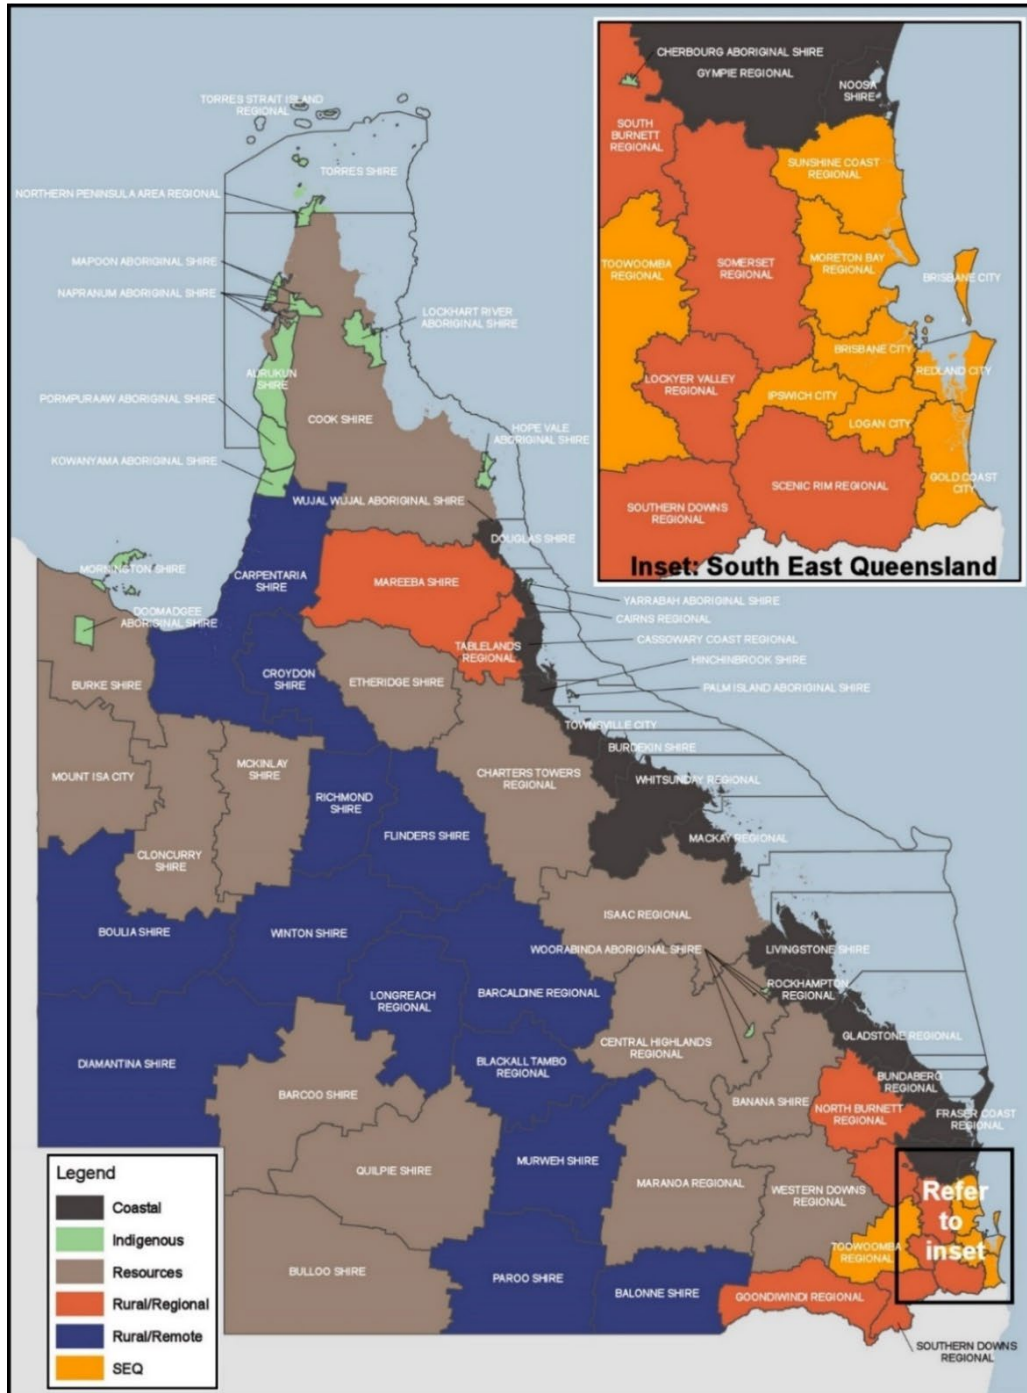 TORRES STRAIT ISLAND
REGIONAL
TORRES SHIRE
NORTHERN PENINSULA AREA REGIONAL
MAPOON ABORIGINAL SHIRE
NAPRANUM ABORIGINAL SHIRE
LOCKHART RIVER
ABORIGINAL SHIRE
AURUKUN
SHIRE
PORMPURAAW ABORIGINAL SHIRE
COOK SHIRE
KOWANYAMA ABORIGINAL SHIRE
HOPE VALE
ABORIGINAL SHIRE
WUJAL WUJAL ABORIGINAL SHIRE
DOUGLAS SHIRE
MORNINGTON SHIRE
CARPENTARIA
SHIRE
MAREEBA SHIRE
YARRABAH ABORIGINAL SHIRE
CAIRNS REGIONAL
DOOMADGEE
ABORIGINAL SHIRE
TABLELANDS
REGIONAL
CASSOWARY COAST REGIONAL
HINCHINBROOK SHIRE
CROYDON
SHIRE
ETHERIDGE SHIRE
BURKE SHIRE
PALM ISLAND ABORIGINAL SHIRE
TOWNSVILLE CITY
BURDEKIN SHIRE
MOUNT ISA CITY
MCKINLAY
SHIRE
CHARTERS TOWERS
REGIONAL
WHITSUNDAY REGIONAL
RICHMOND
SHIRE
FLINDERS SHIRE
MACKAY REGIONAL
CLONCURRY
SHIRE
ISAAC REGIONAL
BOULIA SHIRE
WINTON SHIRE
WOORABINDA ABORIGINAL SHIRE
LIVINGSTONE SHIRE
ROCKHAMPTON
REGIONAL
LONGREACH
REGIONAL
BARCALDINE REGIONAL
CENTRAL HIGHLANDS
REGIONAL
GLADSTONE REGIONAL
DIAMANTINA SHIRE
BLACKALL TAMBO
REGIONAL
BUNDABERG
REGIONAL
BARCOO SHIRE
BANANA SHIRE
NORTH BURNETT
REGIONAL
FRASER COAST
REGIONAL
QUILPIE SHIRE
MURWEH SHIRE
MARANOA REGIONAL
WESTERN DOWNS
REGIONAL
TOOWOOMBA
REGIONAL
Refer
to
inset
BULLOO SHIRE
PAROO SHIRE
BALONNE SHIRE
GOONDIWINDI REGIONAL
SOUTHERN DOWNS
REGIONAL
Legend
Coastal
Indigenous
Resources
Rural/Regional
Rural/Remote
SEQ
CHERBOURG ABORIGINAL SHIRE
GYMPIE REGIONAL
NOOSA
SHIRE
SOUTH
BURNETT
REGIONAL
SUNSHINE COAST
REGIONAL
TOOWOOMBA
REGIONAL
SOMERSET
REGIONAL
MORETON BAY
REGIONAL
BRISBANE CITY
BRISBANE CITY
REDLAND CITY
LOCKYER VALLEY
REGIONAL
IPSWICH CITY
LOGAN CITY
GOLD COAST
CITY
SCENIC RIM REGIONAL
SOUTHERN DOWNS
REGIONAL
Inset: South East Queensland